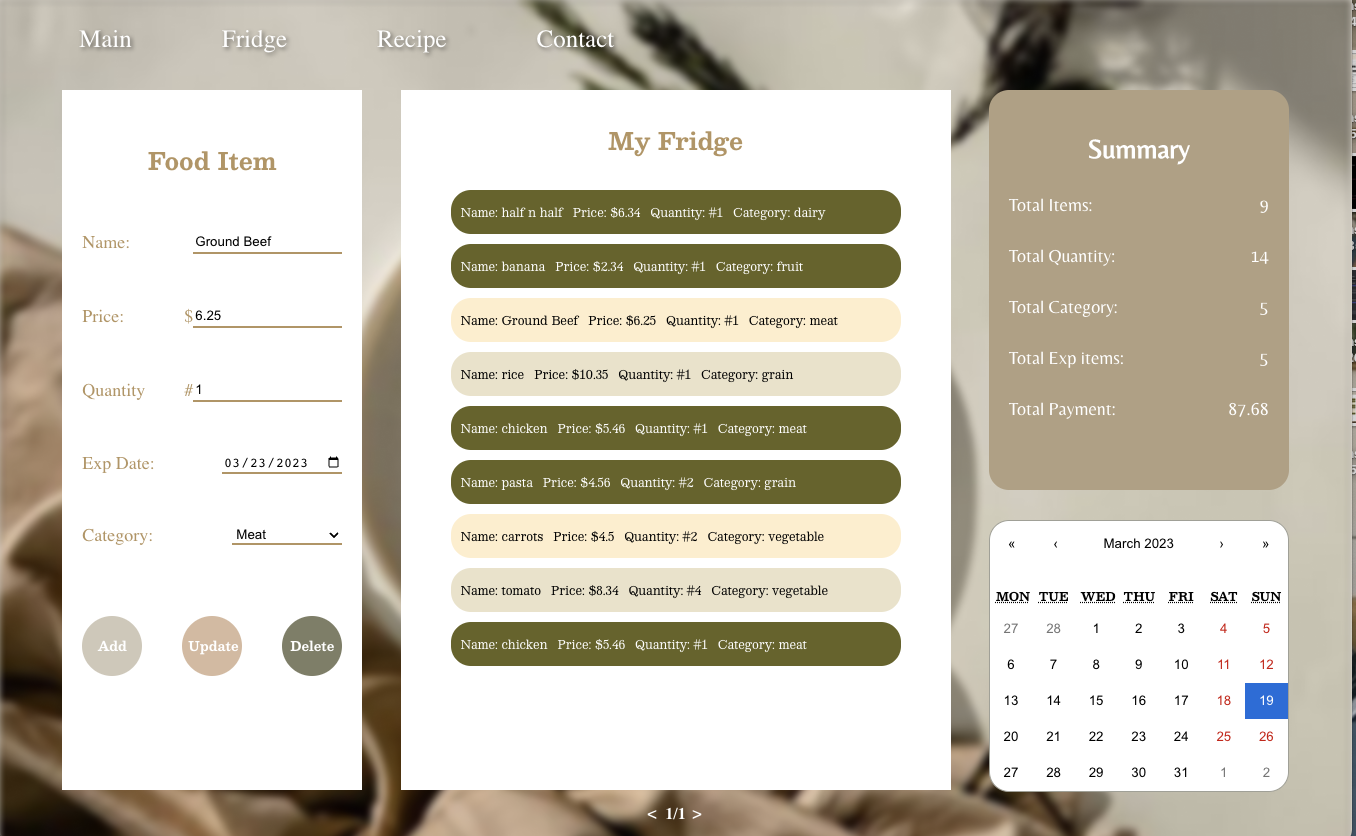 Main Fridge Recipe Contact
Food Item
Name: Ground Beef
Price: $ 6.25
Quantity # 1
Exp Date: 03/23/2023
Category: Meat
Add Update Delete
My Fridge
Name: half n half Price: $6.34 Quantity: #1 Category: dairy
Name: banana Price: $2.34 Quantity: #1 Category: fruit
Name: Ground Beef Price: $6.25 Quantity: #1 Category: meat
Name: rice Price: $10.35 Quantity: #1 Category: grain
Name: chicken Price: $5.46 Quantity: #1 Category: meat
Name: pasta Price: $4.56 Quantity: #2 Category: grain
Name: carrots Price: $4.5 Quantity: #2 Category: vegetable
Name: tomato Price: $8.34 Quantity: #4 Category: vegetable
Name: chicken Price: $5.46 Quantity: #1 Category: meat
< 1/1 >
Summary
Total Items: 9
Total Quantity: 14
Total Category: 5
Total Exp items: 5
Total Payment: 87.68
« ‹ March 2023 › »
MON TUE WED THU FRI SAT SUN
27 28 1 2 3 4 5
6 7 8 9 10 11 12
13 14 15 16 17 18 19
20 21 22 23 24 25 26
27 28 29 30 31 1 2